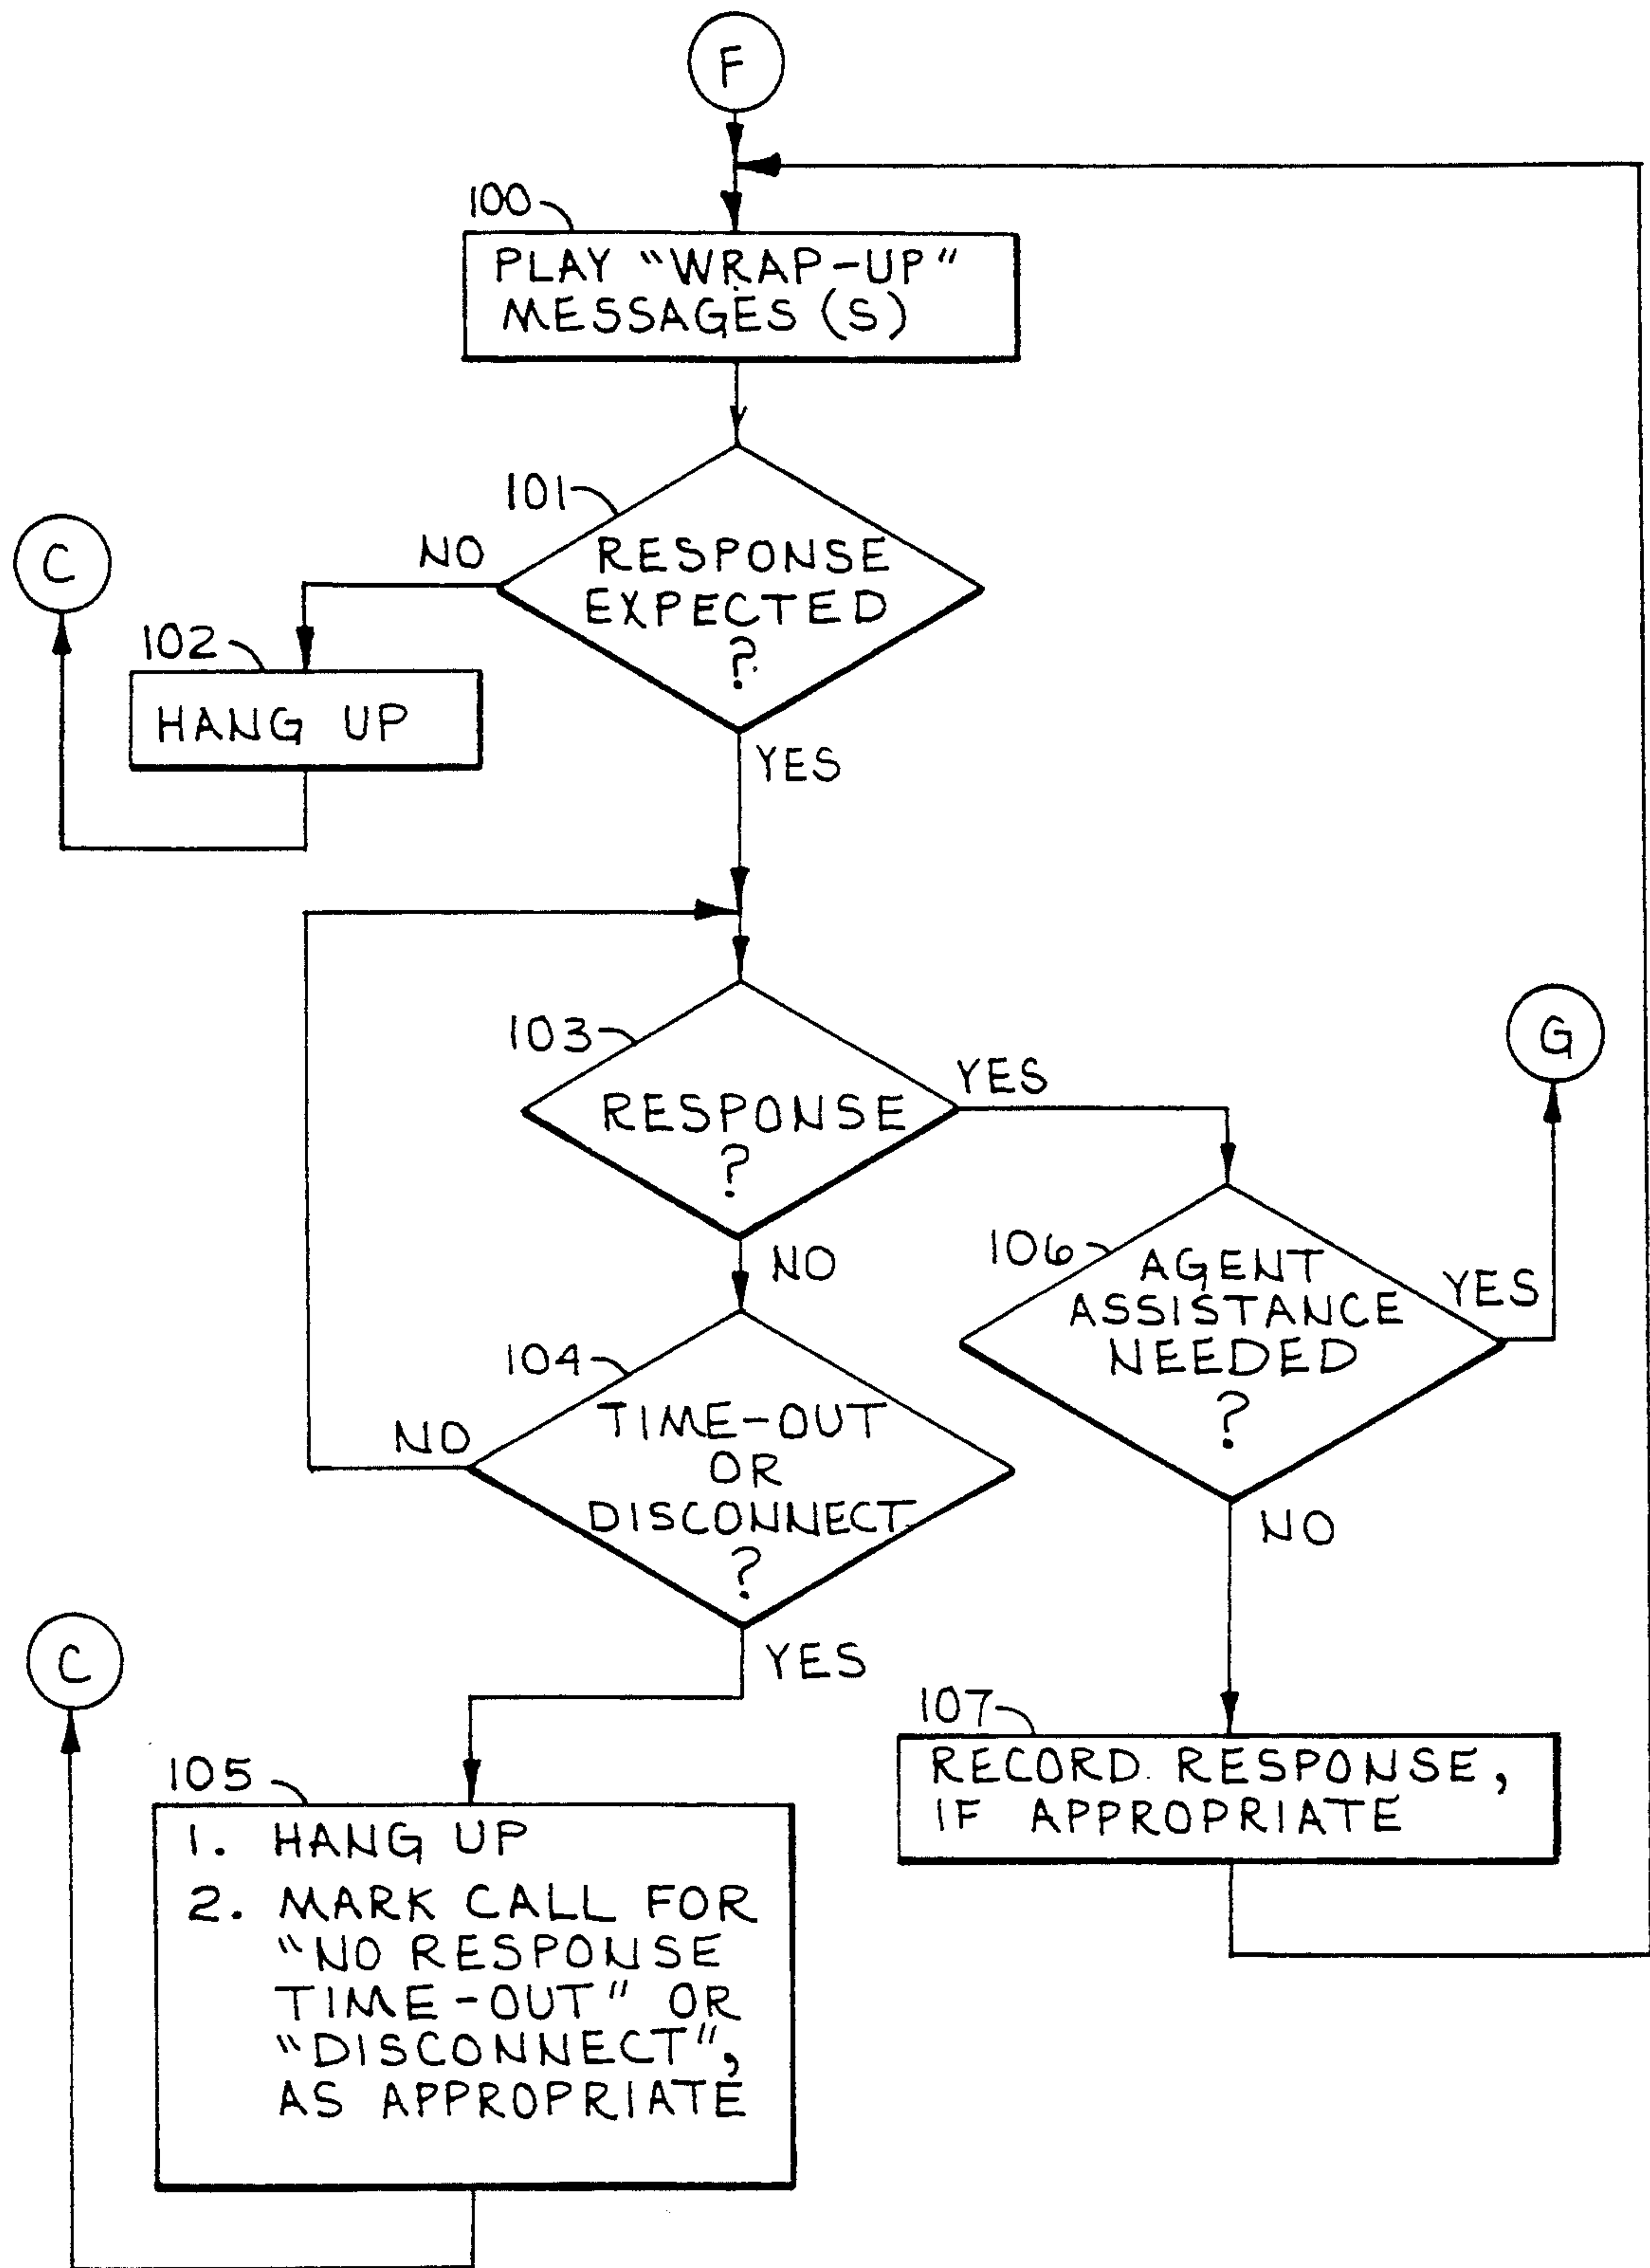 F
100
PLAY "WRAP-UP"
MESSAGES (S)
101
RESPONSE
EXPECTED
?
NO
C
102
HANG UP
YES
103
RESPONSE
?
YES
G
NO
106
AGENT
ASSISTANCE
NEEDED
?
YES
104
TIME-OUT
OR
DISCONNECT
?
NO
NO
YES
C
107
RECORD RESPONSE,
IF APPROPRIATE
105
1. HANG UP
2. MARK CALL FOR
"NO RESPONSE
TIME-OUT" OR
"DISCONNECT",
AS APPROPRIATE